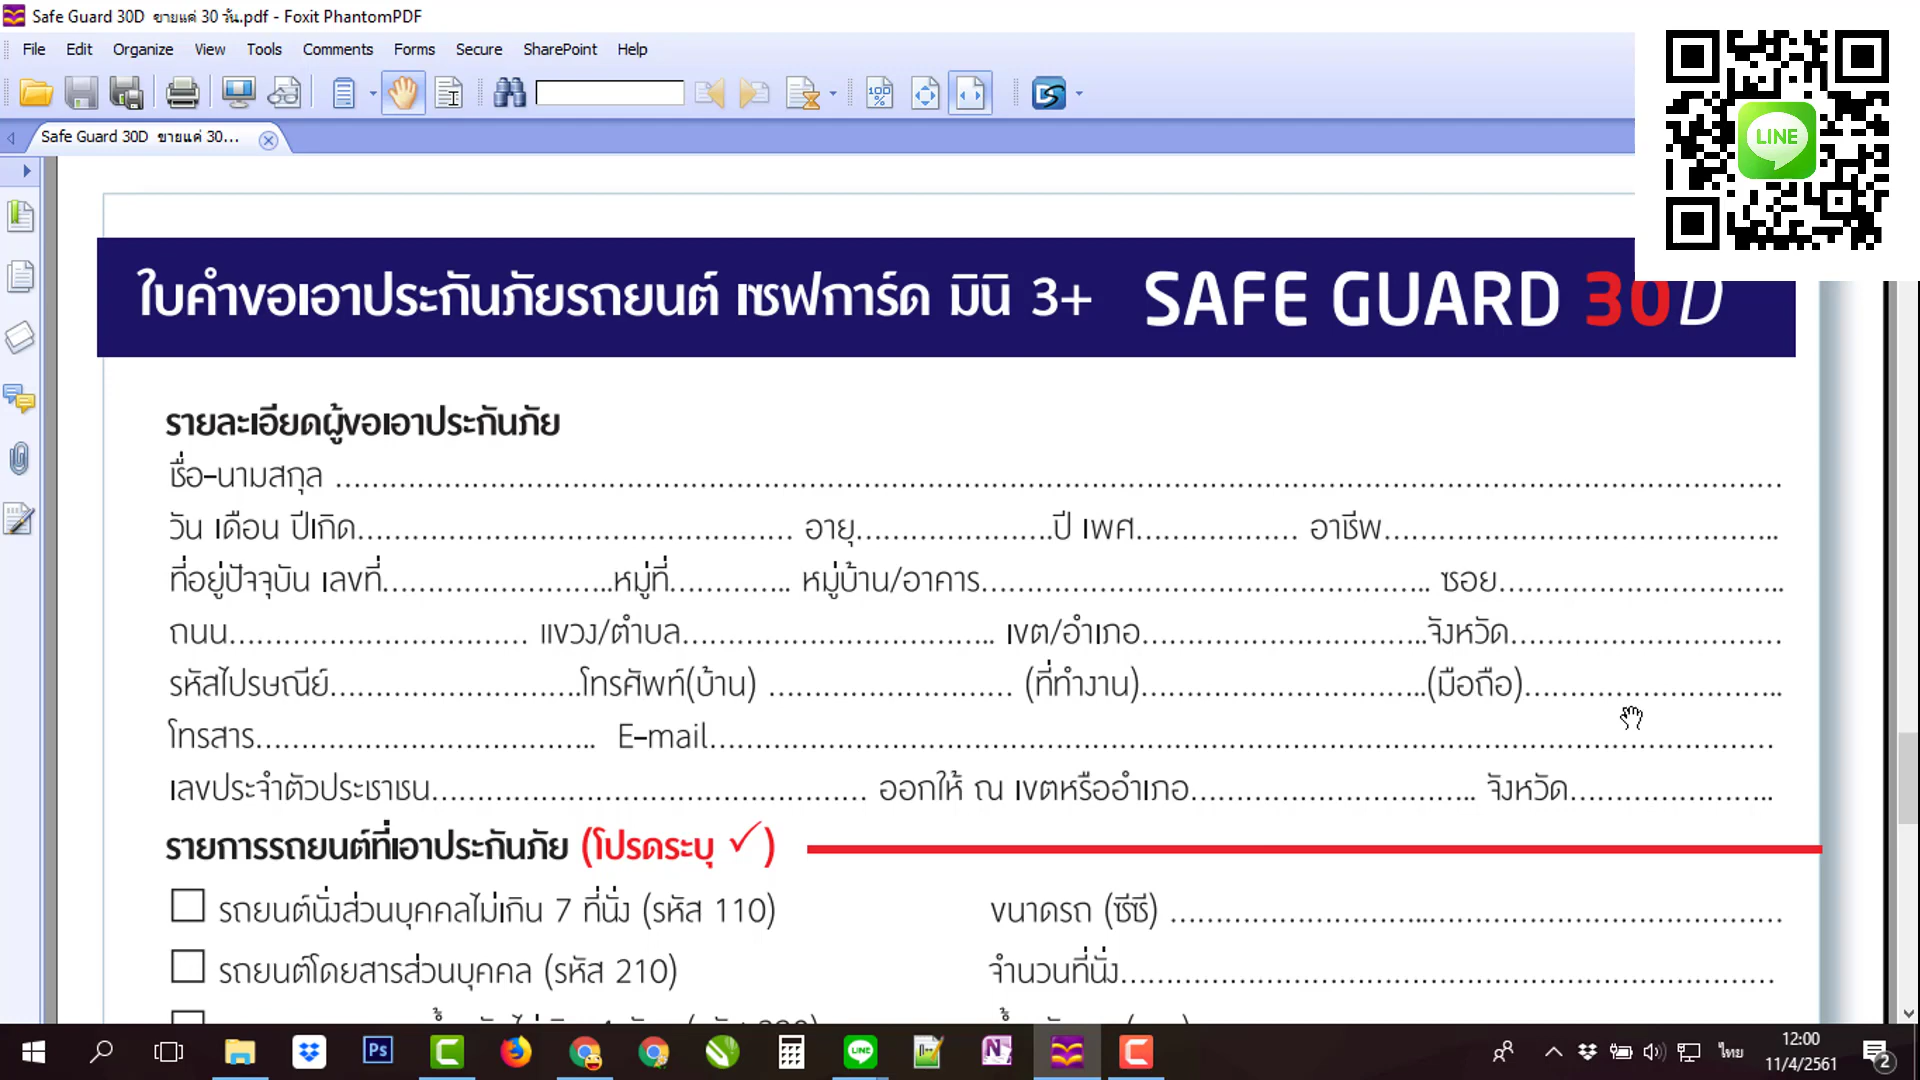 Safe Guard 30D ขายแค่ 30 วัน.pdf - Foxit PhantomPDF
File Edit Organize View Tools Comments Forms Secure SharePoint Help
Safe Guard 30D ขายแค่ 30...
LINE
ใบคำขอเอาประกันภัยรถยนต์ เซฟการ์ด มินิ 3+ SAFE GUARD 30D
รายละเอียดผู้ขอเอาประกันภัย
ชื่อ-นามสกุล
วัน เดือน ปีเกิด อายุ ปี เพศ อาชีพ
ที่อยู่ปัจจุบัน เลขที่ หมู่ที่ หมู่บ้าน/อาคาร ซอย
ถนน แขวง/ตำบล เขต/อำเภอ จังหวัด
รหัสไปรษณีย์ โทรศัพท์(บ้าน) (ที่ทำงาน) (มือถือ)
โทรสาร E-mail
เลขประจำตัวประชาชน ออกให้ ณ เขตหรืออำเภอ จังหวัด
รายการรถยนต์ที่เอาประกันภัย (โปรดระบุ ✓)
รถยนต์นั่งส่วนบุคคลไม่เกิน 7 ที่นั่ง (รหัส 110) ขนาดรถ (ซีซี)
รถยนต์โดยสารส่วนบุคคล (รหัส 210) จำนวนที่นั่ง
ไทย
12:00
11/4/2561
2